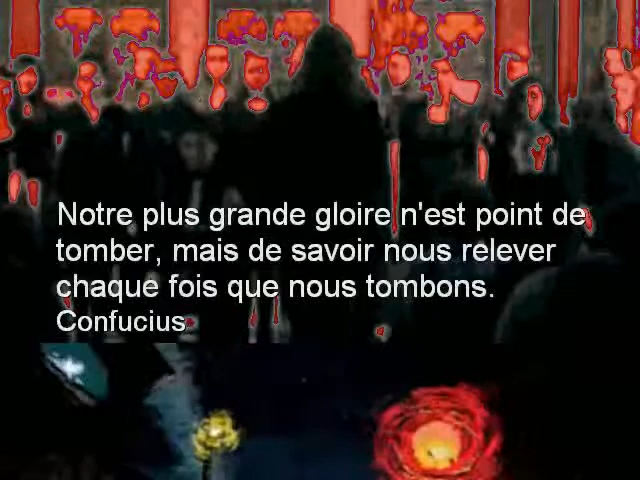 Notre plus grande gloire n'est point de
tomber, mais de savoir nous relever
chaque fois que nous tombons.
Confucius